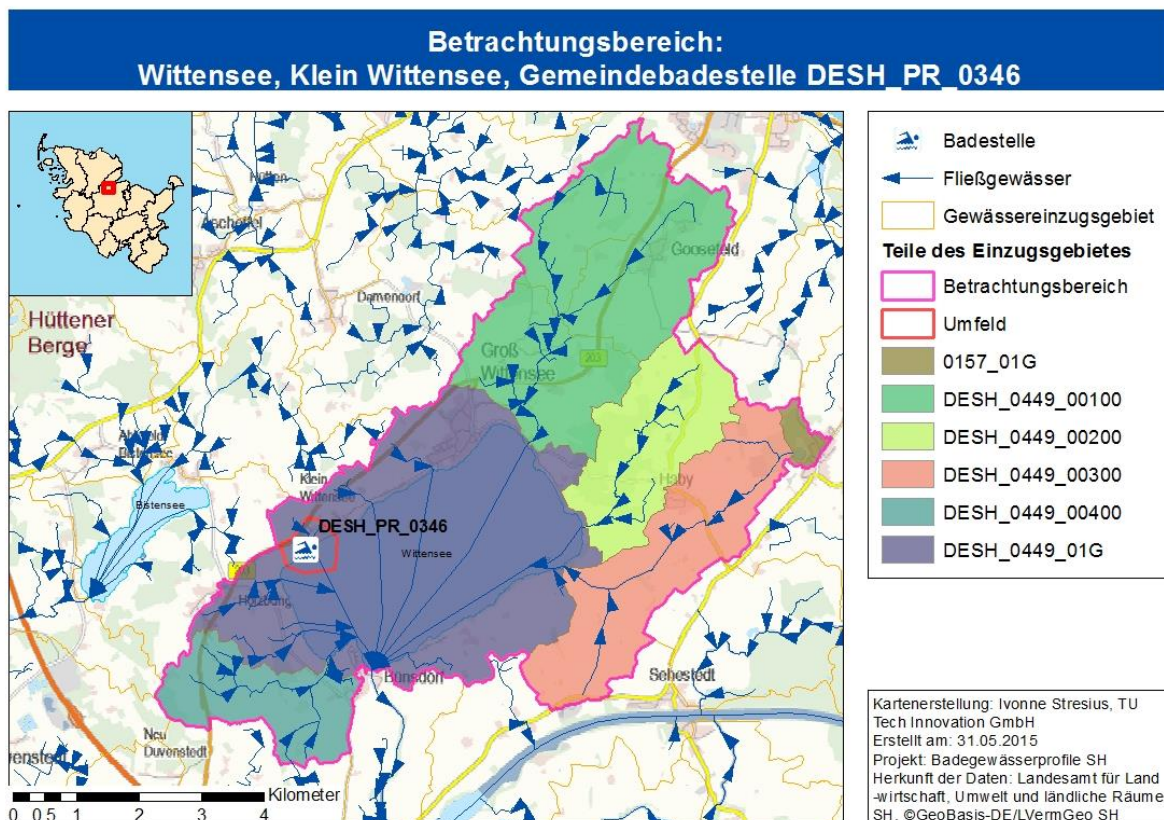 Betrachtungsbereich:
Wittensee, Klein Wittensee, Gemeindebadestelle DESH_PR_0346
Hütten
Ascheffel
Goosefeld
Damendorf
Hüttener
Berge
Groß
Wittensee
203
Bistensee
Bistensee
Klein
Wittensee
Haby
DESH_PR_0346
Wittensee
Holzbunge
Bünsdorf
Sehestedt
Neu
Duvenstedt
Kilometer
0 0.5 1 2 3 4
Badestelle
Fließgewässer
Gewässereinzugsgebiet
Teile des Einzugsgebietes
Betrachtungsbereich
Umfeld
0157_01G
DESH_0449_00100
DESH_0449_00200
DESH_0449_00300
DESH_0449_00400
DESH_0449_01G
Kartenerstellung: Ivonne Stresius, TU
Tech Innovation GmbH
Erstellt am: 31.05.2015
Projekt: Badegewässerprofile SH
Herkunft der Daten: Landesamt für Land
-wirtschaft, Umwelt und ländliche Räume
SH, ©GeoBasis-DE/LVermGeo SH